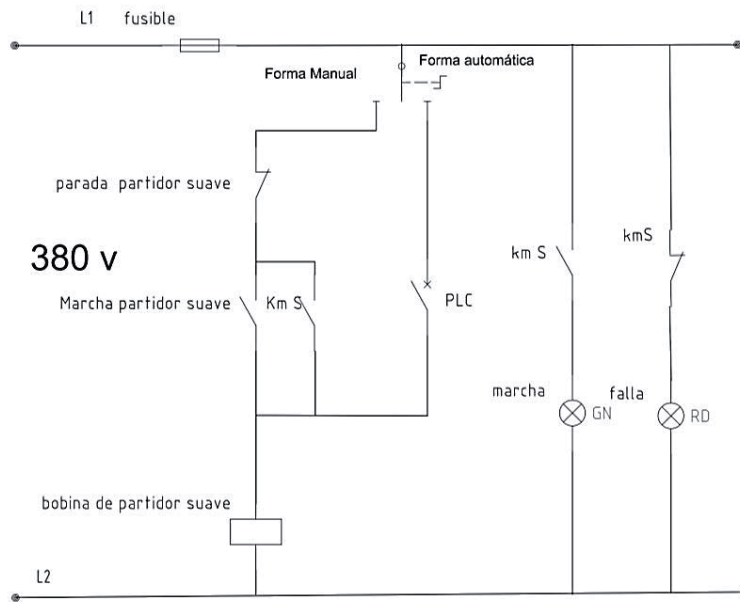 L1 fusible
Forma Manual
Forma automática
parada partidor suave
380 v
km S
kmS
Marcha partidor suave
Km S
PLC
marcha
falla
GN
RD
bobina de partidor suave
L2